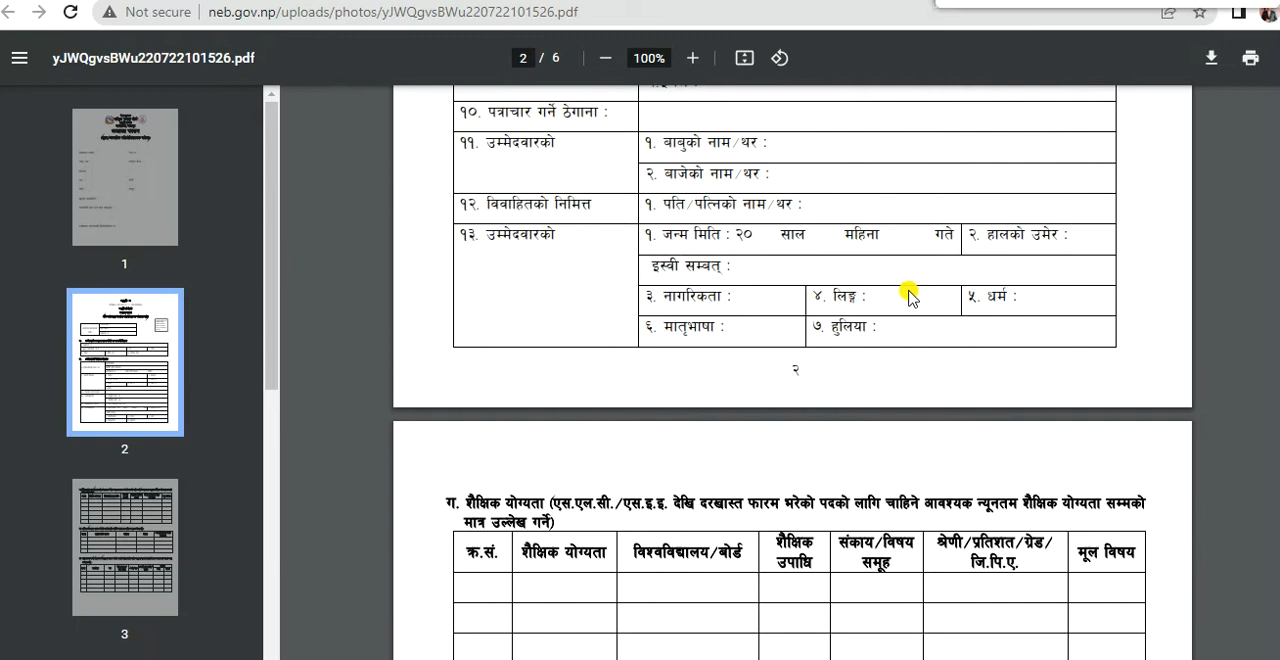 Not secure | neb.gov.np/uploads/photos/yJWQgvsBWu220722101526.pdf
yJWQgvsBWu220722101526.pdf
2 / 6
100%
१०. पत्राचार गर्ने ठेगाना :
११. उम्मेदवारको
१. बाबुको नाम/थर :
२. बाजेको नाम/थर :
१२. विवाहितको निमित्त
१. पति/पत्निको नाम/थर :
१३. उम्मेदवारको
१. जन्म मिति : २० साल महिना गते
२. हालको उमेर :
इस्वी सम्वत् :
३. नागरिकता :
४. लिङ्ग :
५. धर्म :
६. मातृभाषा :
७. हुलिया :
२
ग. शैक्षिक योग्यता (एस.एल.सी./एस.इ.इ. देखि दरखास्त फारम भरेको पदको लागि चाहिने आवश्यक न्यूनतम शैक्षिक योग्यता सम्मको
मात्र उल्लेख गर्ने)
क्र.सं.
शैक्षिक योग्यता
विश्वविद्यालय/बोर्ड
शैक्षिक
उपाधि
संकाय/विषय
समूह
श्रेणी/प्रतिशत/ग्रेड/
जि.पि.ए.
मूल विषय
1
2
3